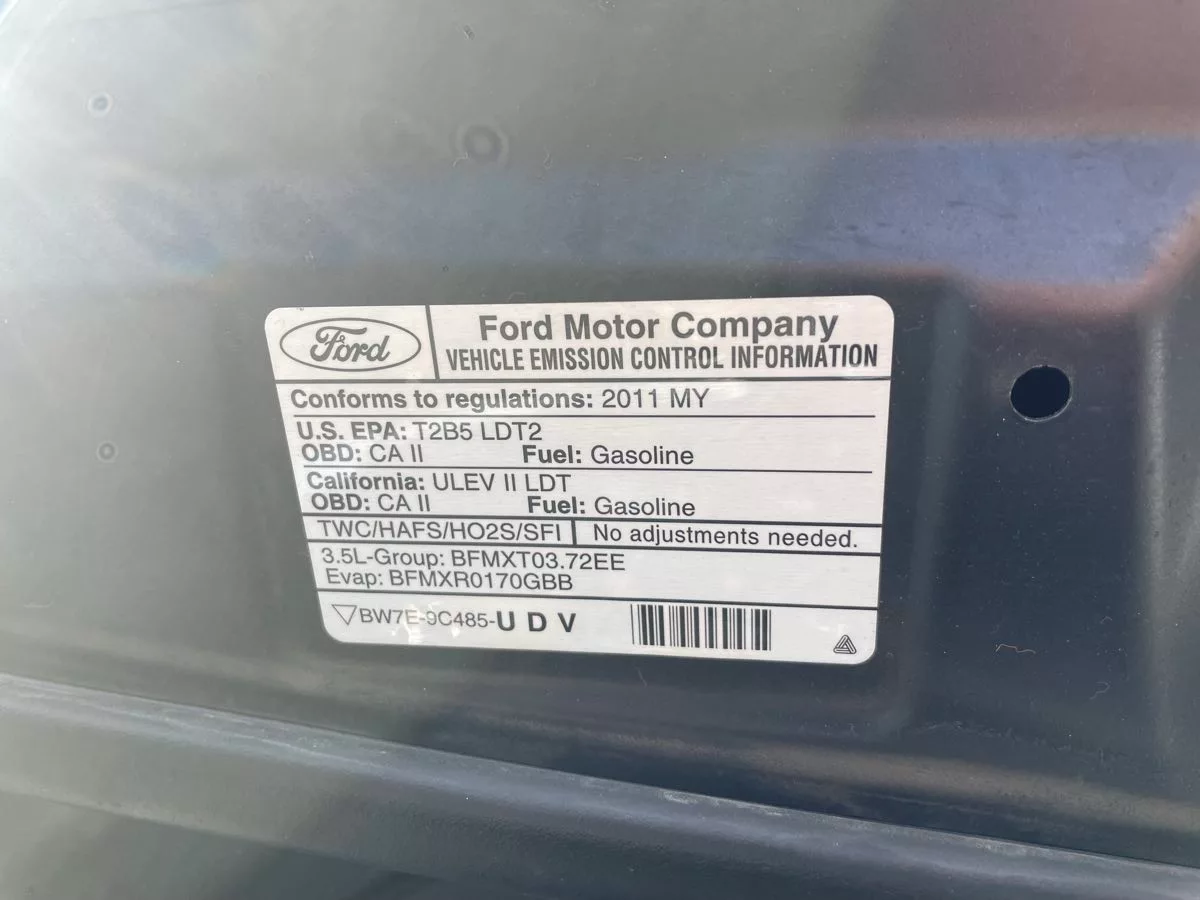 Ford
Ford Motor Company
VEHICLE EMISSION CONTROL INFORMATION
Conforms to regulations: 2011 MY
U.S. EPA: T2B5 LDT2
OBD: CA II Fuel: Gasoline
California: ULEV II LDT
OBD: CA II Fuel: Gasoline
TWC/HAFS/HO2S/SFI No adjustments needed.
3.5L-Group: BFMXT03.72EE
Evap: BFMXR0170GBB
BW7E-9C485-U D V